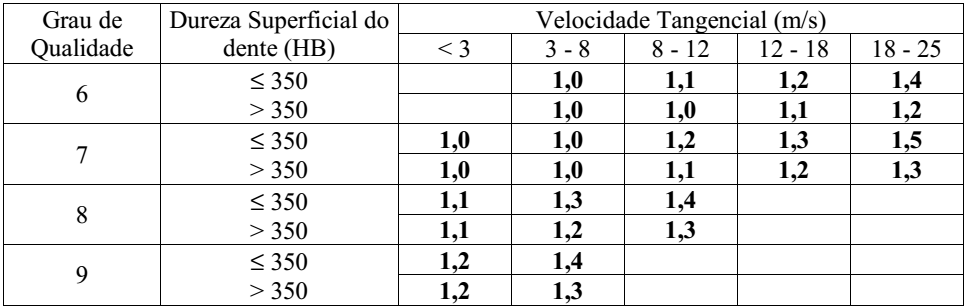 Grau de Qualidade Dureza Superficial do dente (HB) Velocidade Tangencial (m/s)
< 3 3 - 8 8 - 12 12 - 18 18 - 25
6 ≤ 350 1,0 1,1 1,2 1,4
> 350 1,0 1,0 1,1 1,2
7 ≤ 350 1,0 1,0 1,2 1,3 1,5
> 350 1,0 1,0 1,1 1,2 1,3
8 ≤ 350 1,1 1,3 1,4
> 350 1,1 1,2 1,3
9 ≤ 350 1,2 1,4
> 350 1,2 1,3